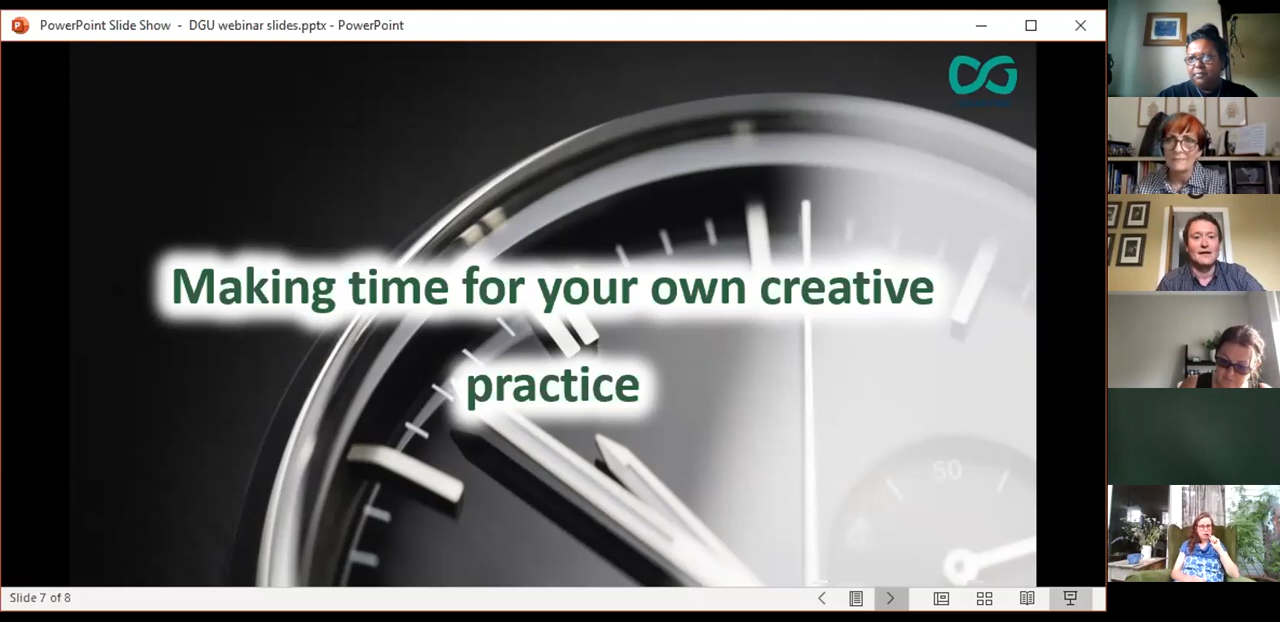 PowerPoint Slide Show - DGU webinar slides.pptx - PowerPoint
Making time for your own creative
practice
50
Slide 7 of 8